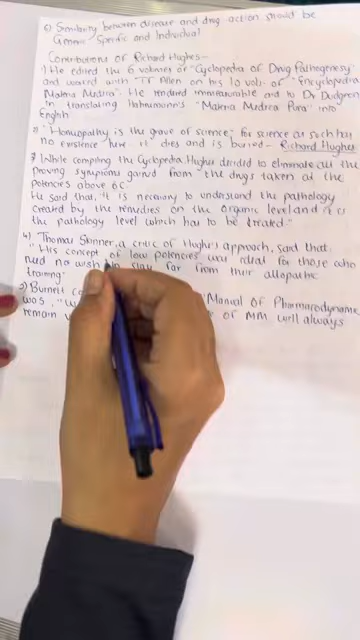 6) Similarity between disease and drug action should be
Generic, Specific and Individual
Contributions of Richard Hughes-
1) He edited the 6 volumes of "Cyclopedia of Drug Pathogenesy"
and worked with TF Allen on his 10 vol. of "Encyclopedia
Materia Medica". He rendered immeasurable aid to Dr Dudgeon
in translating Hahnemann's "Materia Medica Pura" into
English
2) "Homoeopathy is the grave of science" for science as such has
no existence here. it dies and is buried- Richard Hughes
3) While compiling the Cyclopedia, Hughes decided to eliminate all the
proving symptoms gained from the drugs taken at the
potencies above 6C.
He said that, it is necessary to understand the pathology
created by the remedies on the organic level and it is
the pathology level which has to be treated.
4) Thomas Skinner, a critic of Hughe's approach, said that
"His concept of low potencies was ideal for those who
had no wish to stay far from their allopathic
training."
5) Burnett Manual of Pharmacodynamic
was, of MM will always
remain